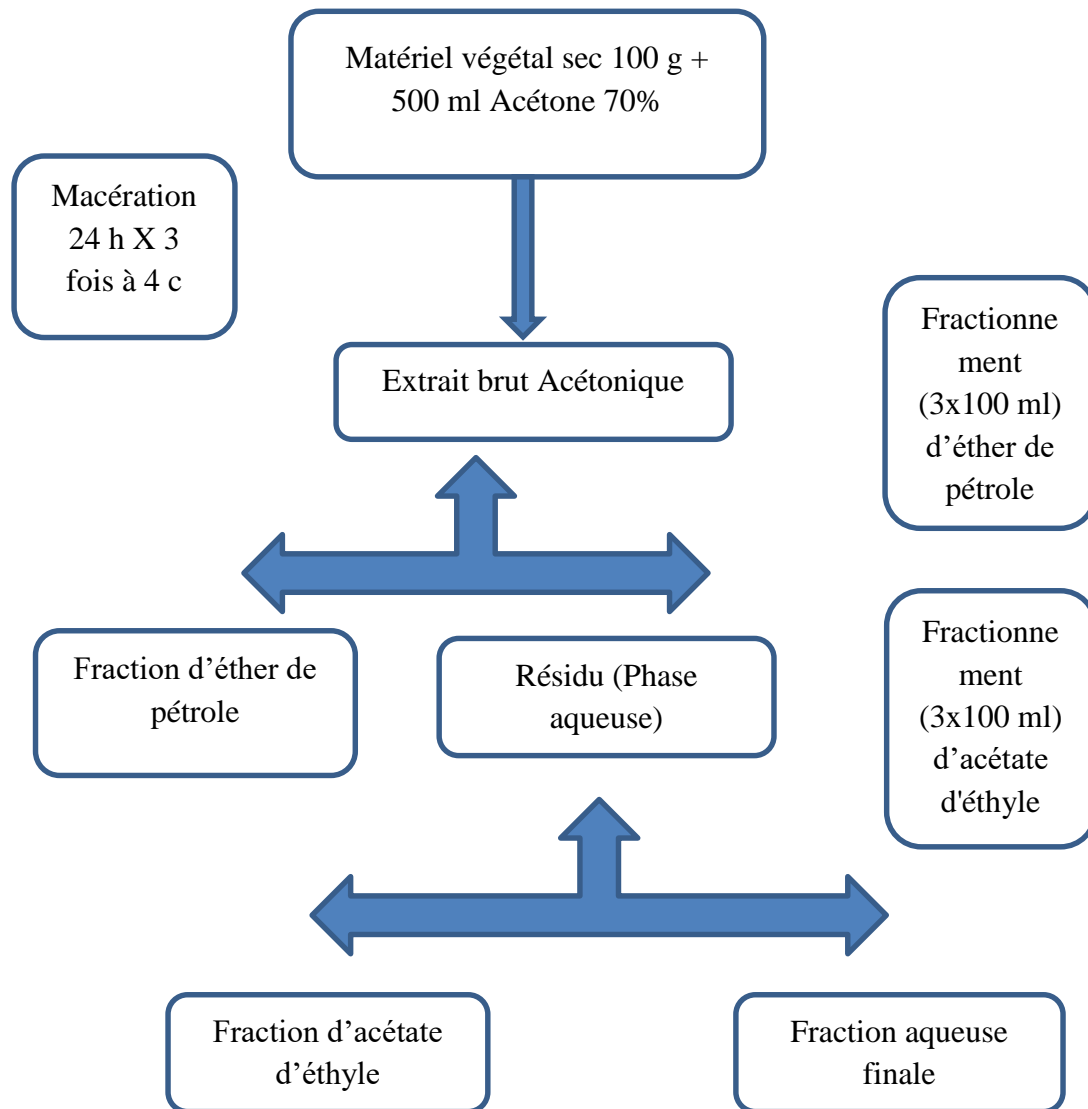 Matériel végétal sec 100 g +
500 ml Acétone 70%
Macération
24 h X 3
fois à 4 c
Extrait brut Acétonique
Fractionne
ment
(3x100 ml)
d’éther de
pétrole
Fraction d’éther de
pétrole
Résidu (Phase
aqueuse)
Fractionne
ment
(3x100 ml)
d’acétate
d'éthyle
Fraction d’acétate
d’éthyle
Fraction aqueuse
finale